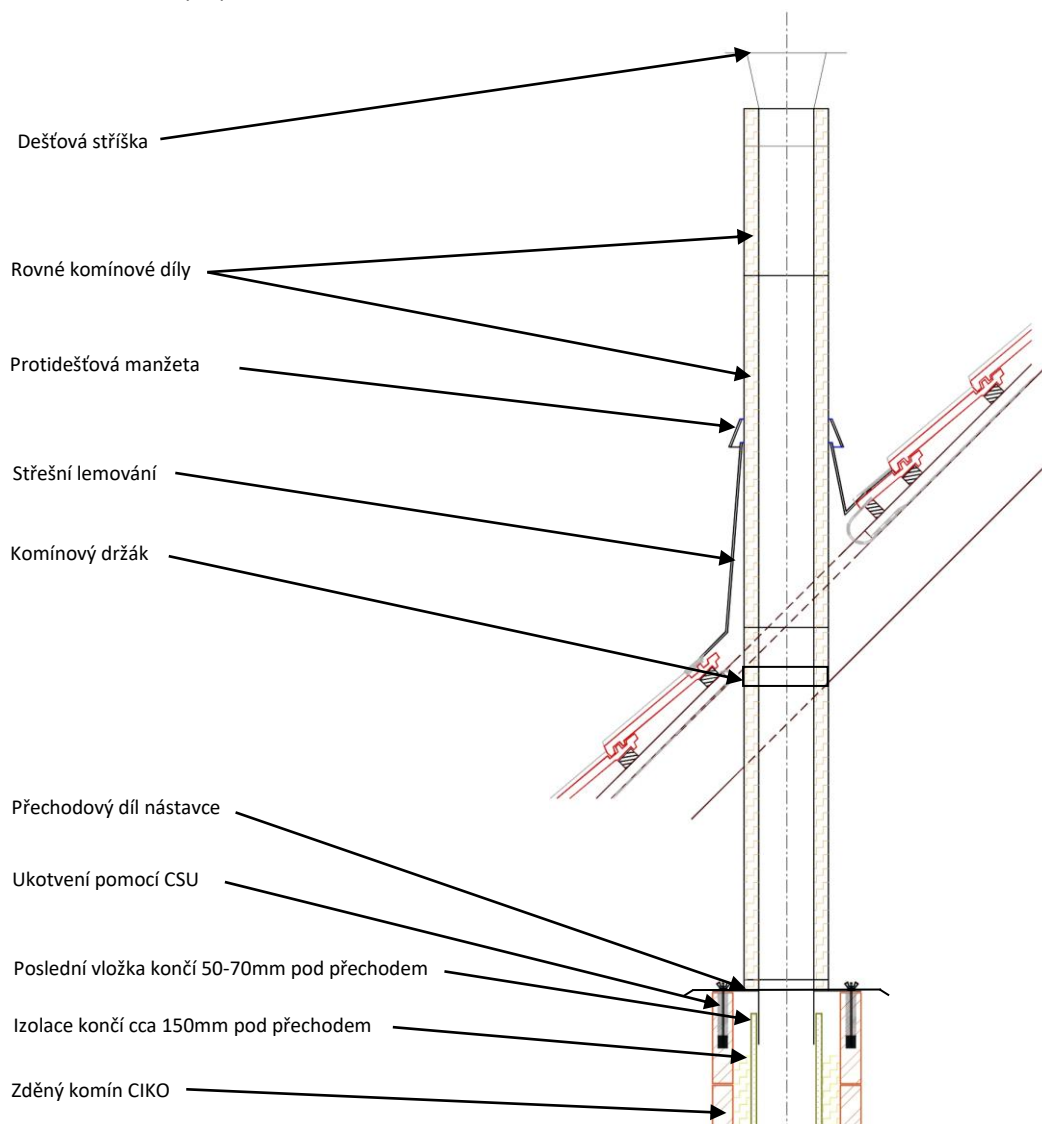 Dešťová stříška
Rovné komínové díly
Protidešťová manžeta
Střešní lemování
Komínový držák
Přechodový díl nástavce
Ukotvení pomocí CSU
Poslední vložka končí 50-70mm pod přechodem
Izolace končí cca 150mm pod přechodem
Zděný komín CIKO